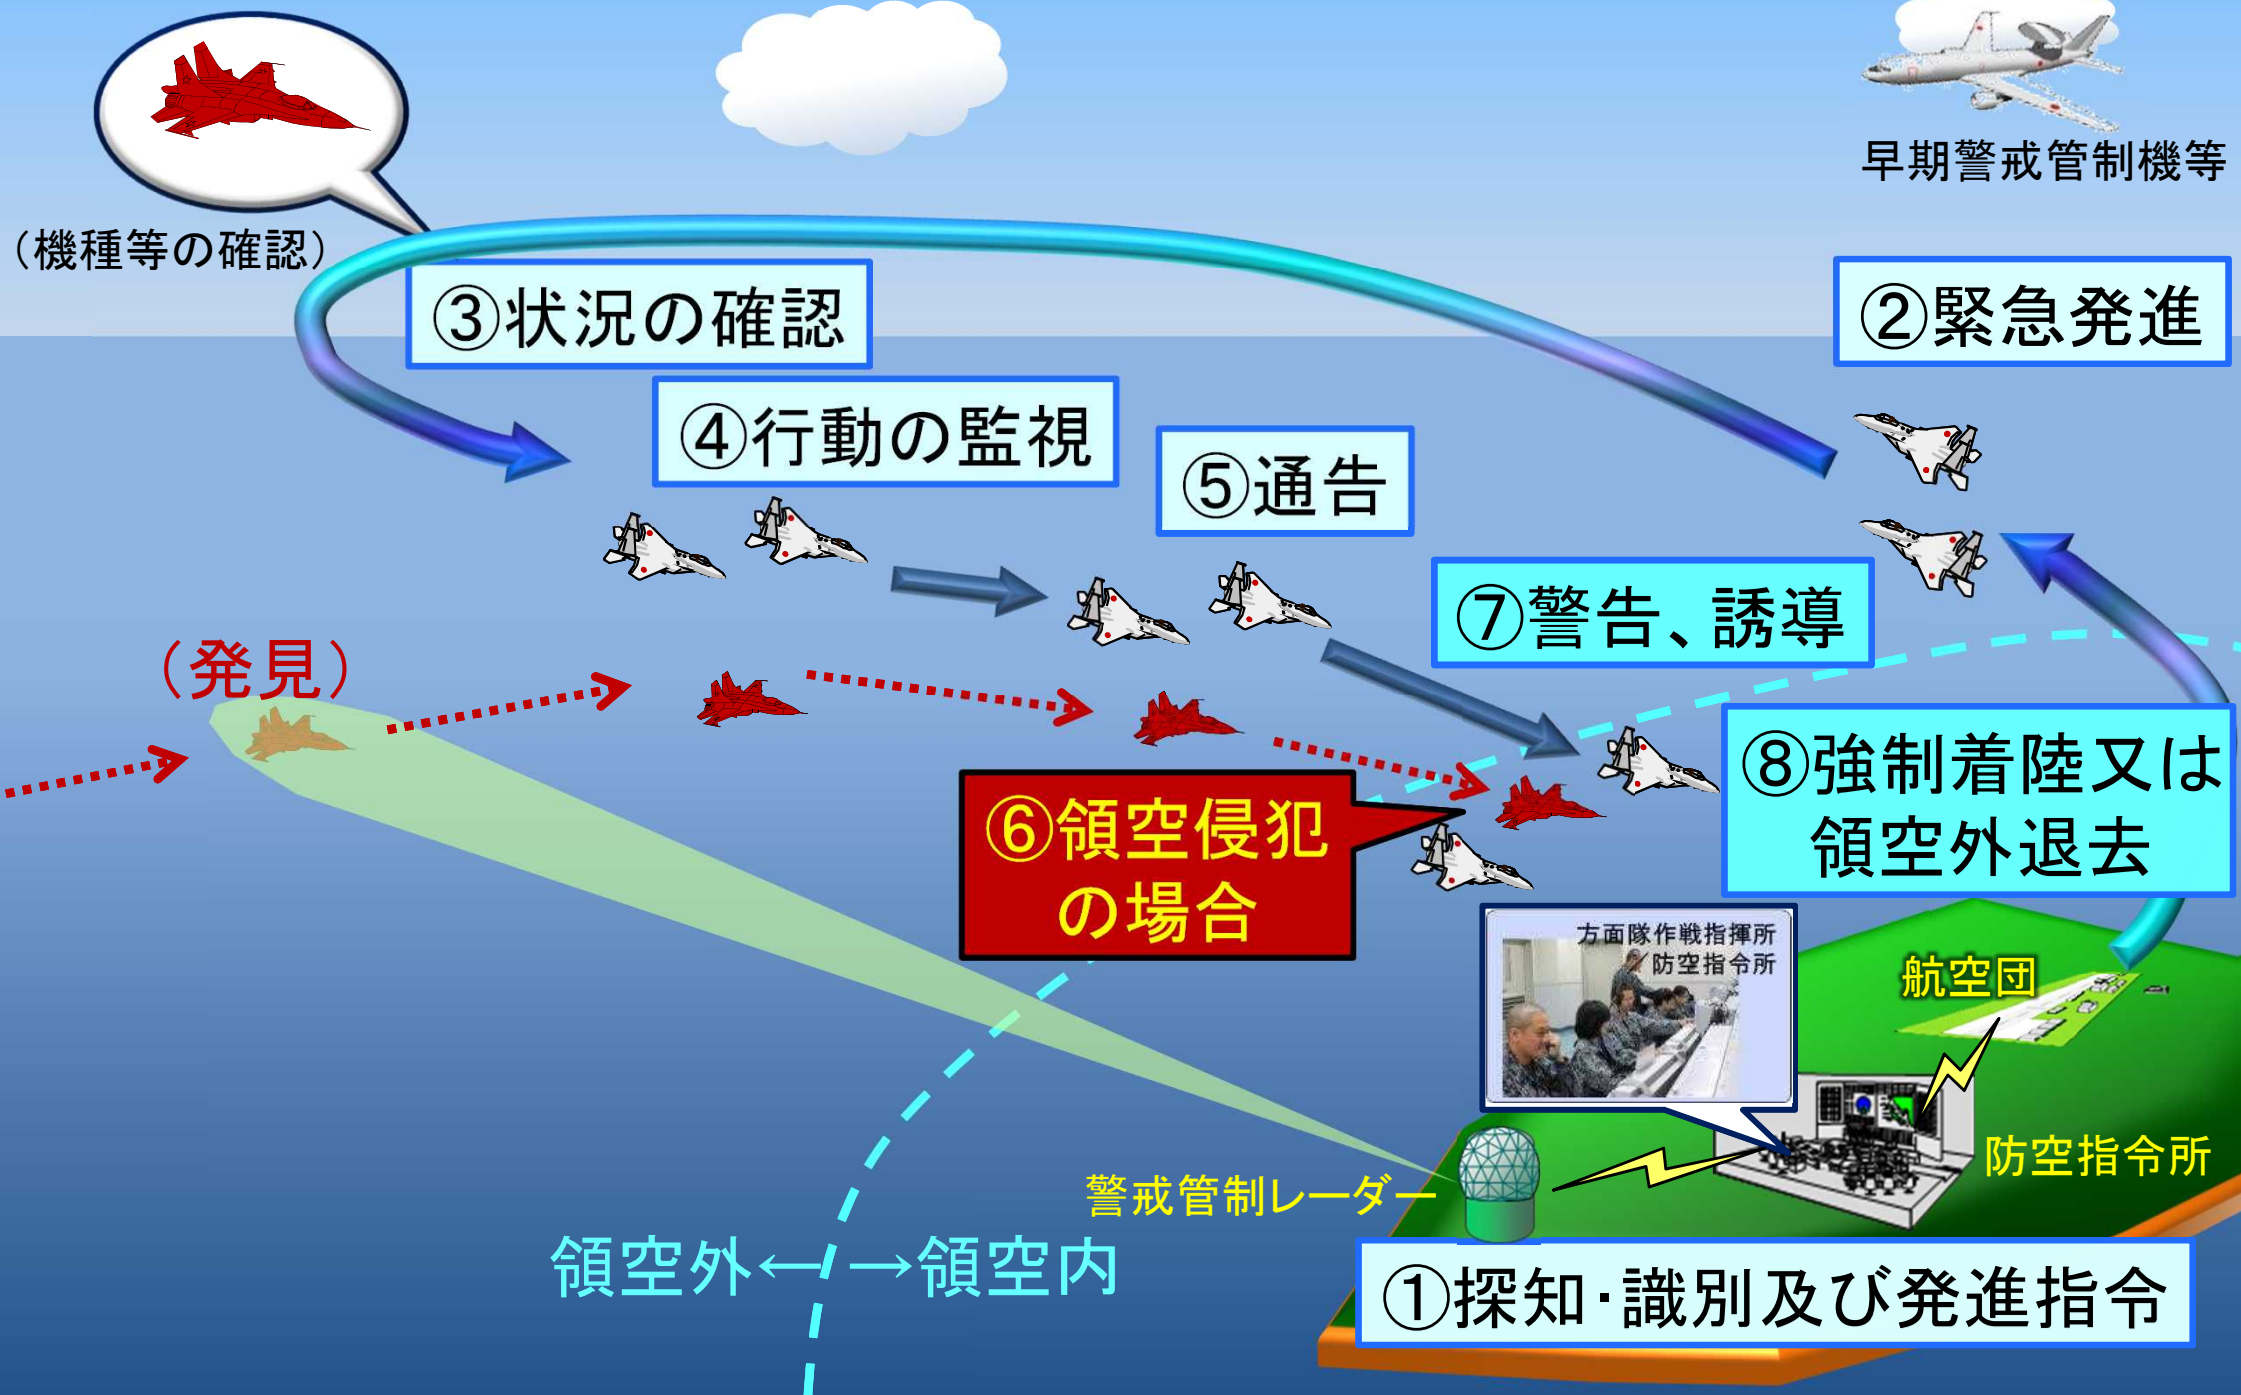 早期警戒管制機等
（機種等の確認）
③状況の確認
②緊急発進
④行動の監視
⑤通告
⑦警告、誘導
（発見）
⑧強制着陸又は
領空外退去
⑥領空侵犯
の場合
方面隊作戦指揮所
／防空指令所
航空団
防空指令所
警戒管制レーダー
領空外←　→領空内
①探知･識別及び発進指令